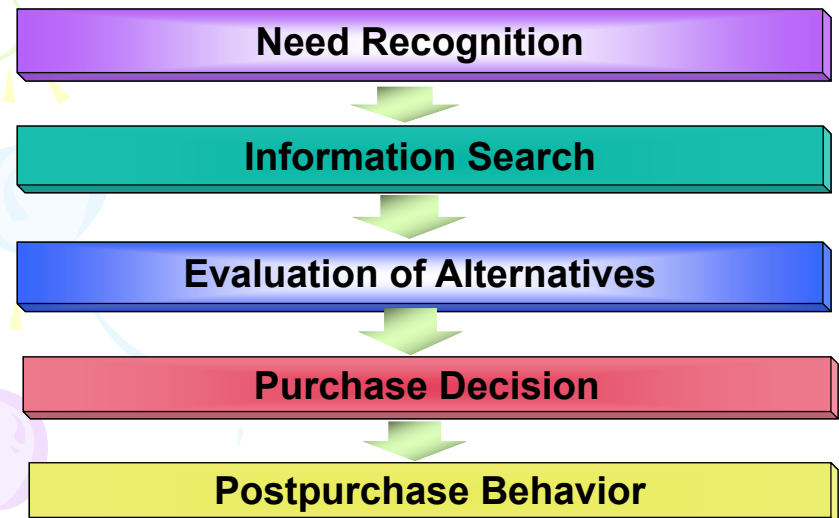 Need Recognition
Information Search
Evaluation of Alternatives
Purchase Decision
Postpurchase Behavior